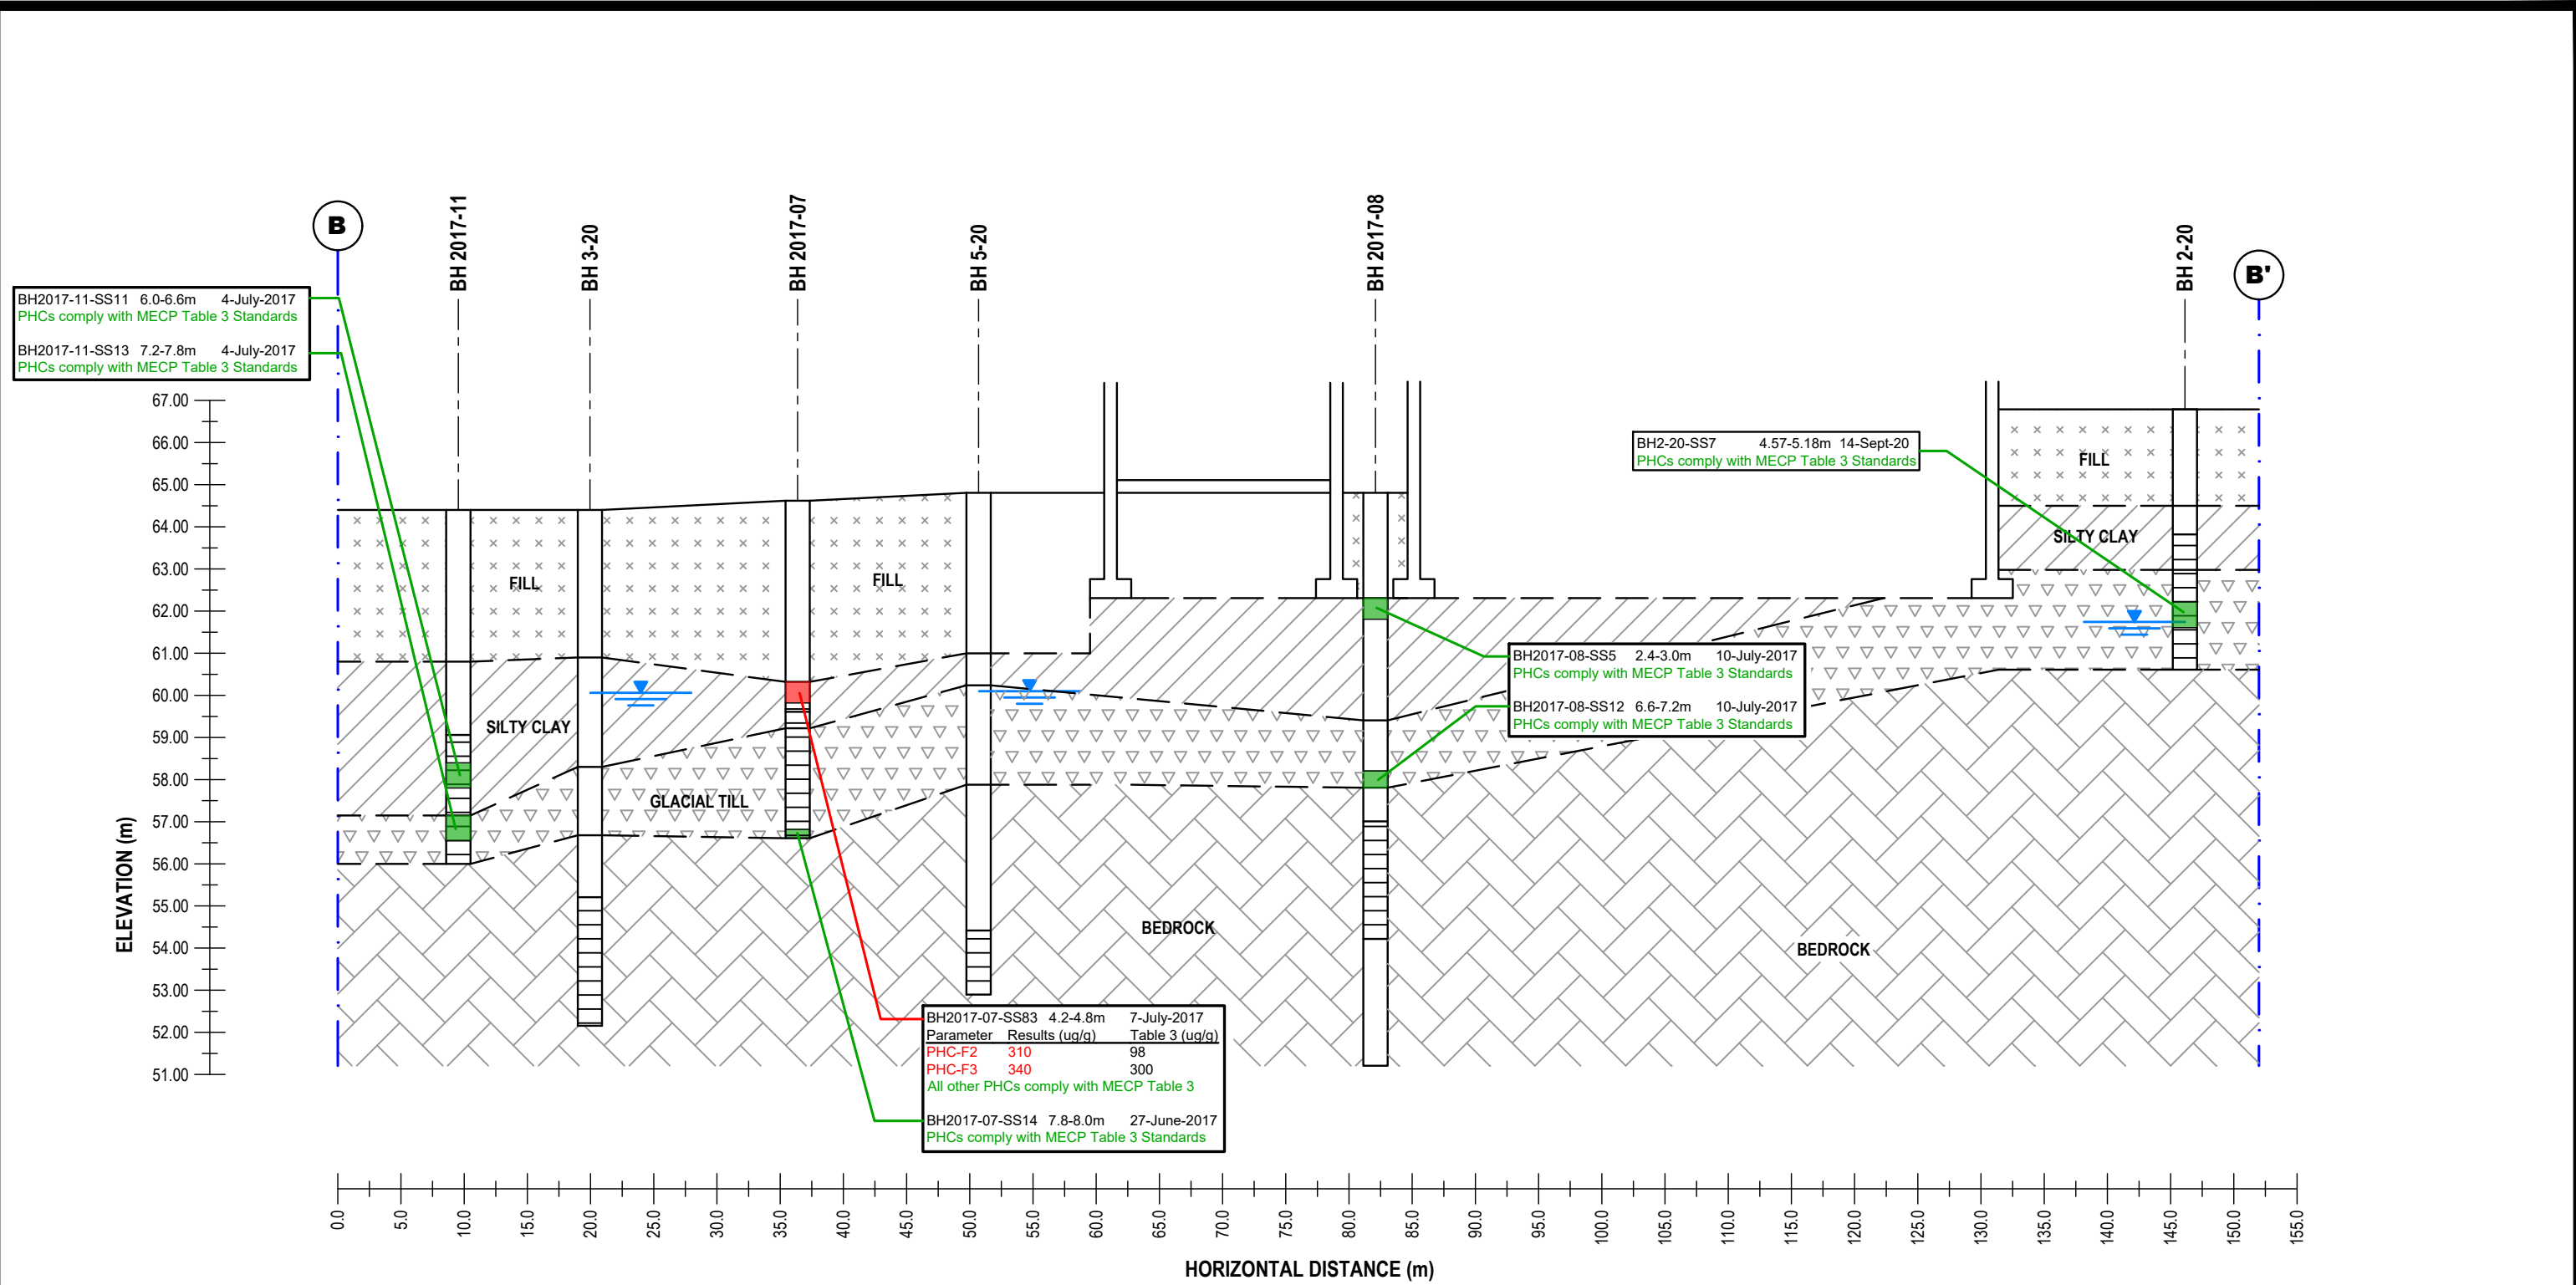 B
BH 2017-11
BH 3-20
BH 2017-07
BH 5-20
BH 2017-08
BH 2-20
B'
BH2017-11-SS11 6.0-6.6m 4-July-2017
PHCs comply with MECP Table 3 Standards
BH2017-11-SS13 7.2-7.8m 4-July-2017
PHCs comply with MECP Table 3 Standards
BH2-20-SS7 4.57-5.18m 14-Sept-20
PHCs comply with MECP Table 3 Standards
67.00
66.00
65.00
64.00
63.00
62.00
61.00
60.00
59.00
58.00
57.00
56.00
55.00
54.00
53.00
52.00
51.00
ELEVATION (m)
FILL
FILL
FILL
SILTY CLAY
SILTY CLAY
GLACIAL TILL
BEDROCK
BEDROCK
BH2017-08-SS5 2.4-3.0m 10-July-2017
PHCs comply with MECP Table 3 Standards
BH2017-08-SS12 6.6-7.2m 10-July-2017
PHCs comply with MECP Table 3 Standards
BH2017-07-SS83 4.2-4.8m 7-July-2017
Parameter Results (ug/g) Table 3 (ug/g)
PHC-F2 310 98
PHC-F3 340 300
All other PHCs comply with MECP Table 3
BH2017-07-SS14 7.8-8.0m 27-June-2017
PHCs comply with MECP Table 3 Standards
0.0
5.0
10.0
15.0
20.0
25.0
30.0
35.0
40.0
45.0
50.0
55.0
60.0
65.0
70.0
75.0
80.0
85.0
90.0
95.0
100.0
105.0
110.0
115.0
120.0
125.0
130.0
135.0
140.0
145.0
150.0
155.0
HORIZONTAL DISTANCE (m)